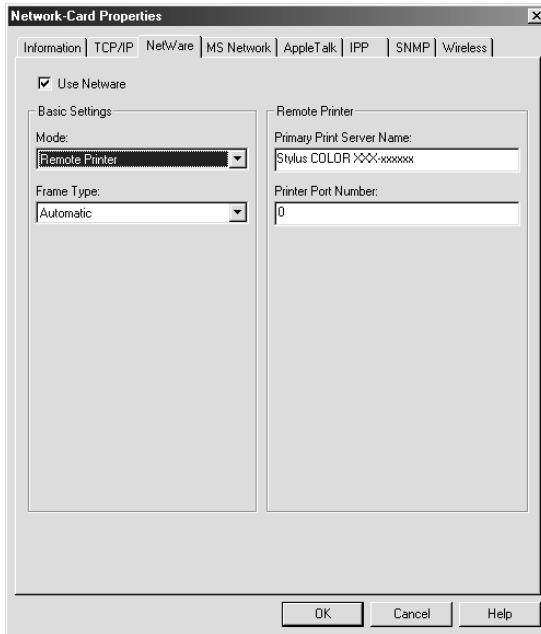 Network-Card Properties
Information TCP/IP NetWare MS Network AppleTalk IPP SNMP Wireless
Use Netware
Basic Settings
Mode:
Remote Printer
Frame Type:
Automatic
Remote Printer
Primary Print Server Name:
Stylus COLOR XXX-xxxxxx
Printer Port Number:
0
OK Cancel Help